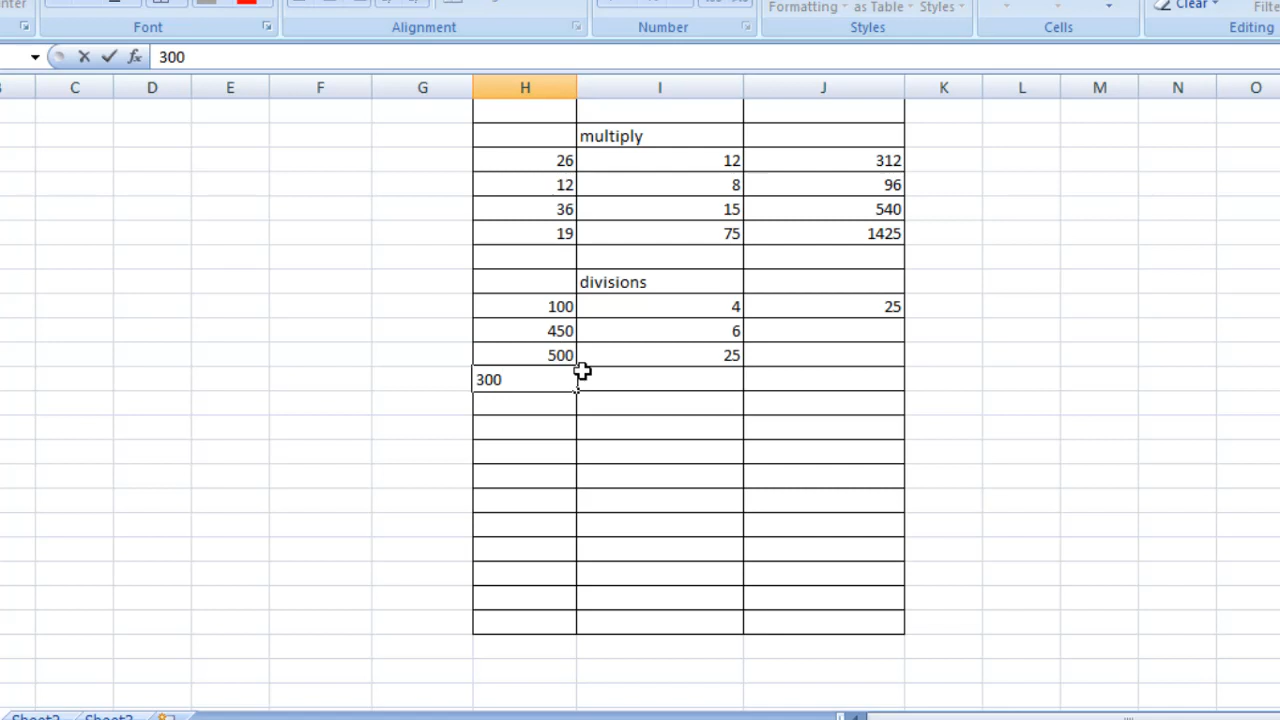 Formatting as Table Styles Clear
Font Alignment Number Styles Cells Editing
300
C D E F G H I J K L M N O
multiply
26 12 312
12 8 96
36 15 540
19 75 1425
divisions
100 4 25
450 6
500 25
300